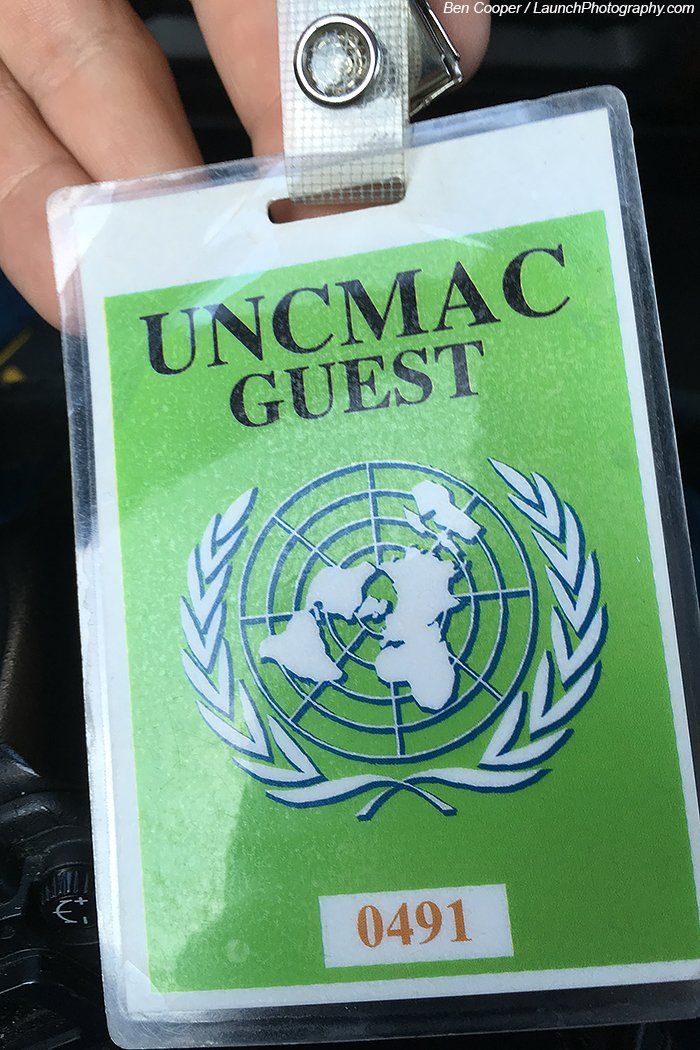 Ben Cooper / LaunchPhotography.com
UNCMAC
GUEST
0491